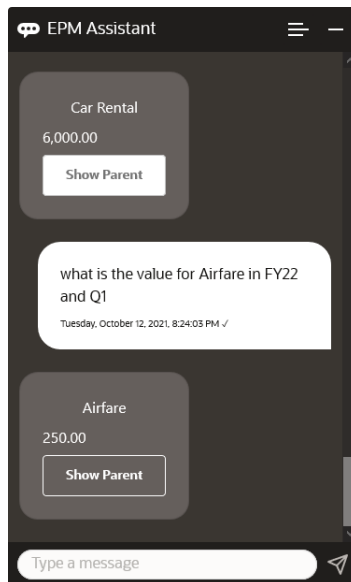 EPM Assistant
Car Rental
6,000.00
Show Parent
what is the value for Airfare in FY22
and Q1
Tuesday, October 12, 2021, 8:24:03 PM ✓
Airfare
250.00
Show Parent
Type a message